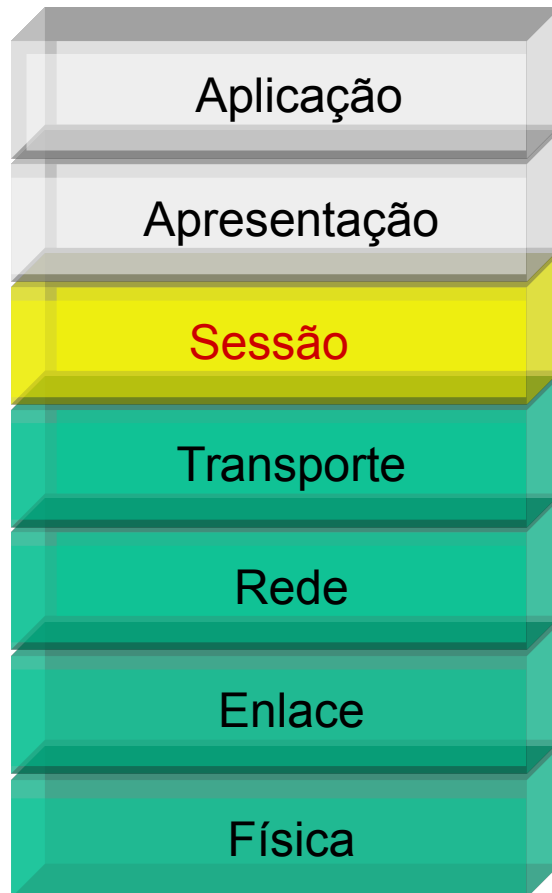 Aplicação
Apresentação
Sessão
Transporte
Rede
Enlace
Física